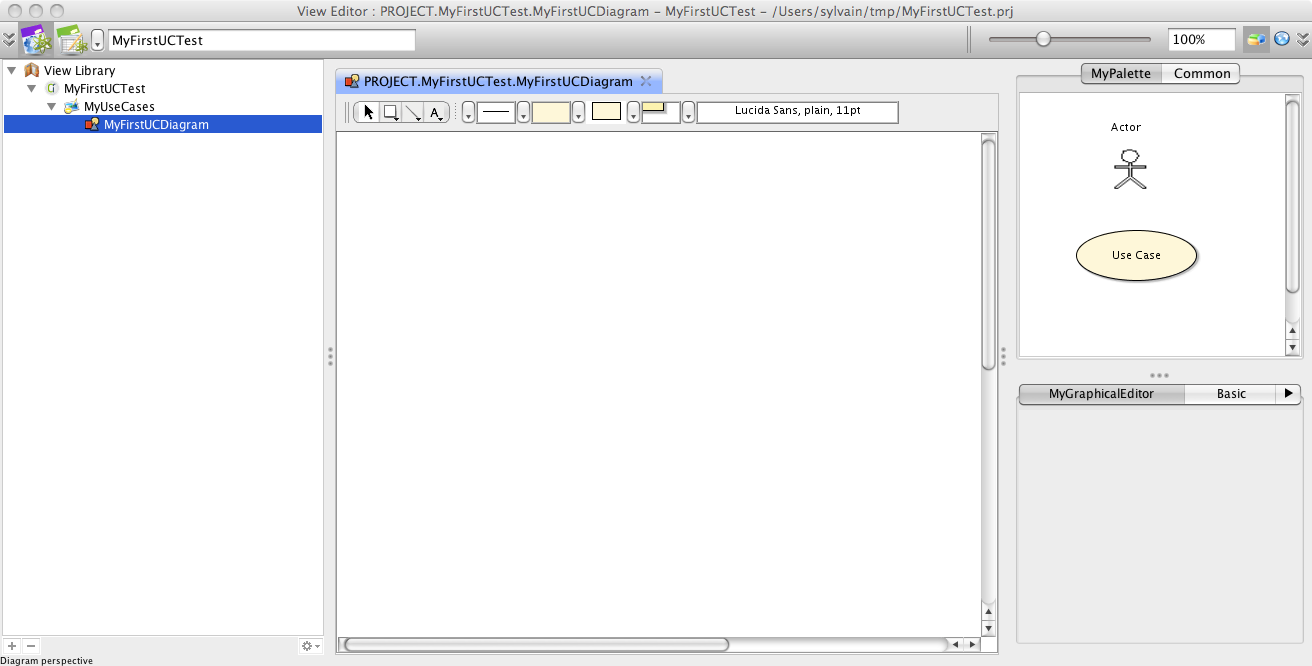 View Editor : PROJECT.MyFirstUCTest.MyFirstUCDiagram – MyFirstUCTest – /Users/sylvain/tmp/MyFirstUCTest.prj
MyFirstUCTest
100%
View Library
MyFirstUCTest
MyUseCases
MyFirstUCDiagram
PROJECT.MyFirstUCTest.MyFirstUCDiagram
A
Lucida Sans, plain, 11pt
MyPalette
Common
Actor
Use Case
MyGraphicalEditor
Basic
Diagram perspective